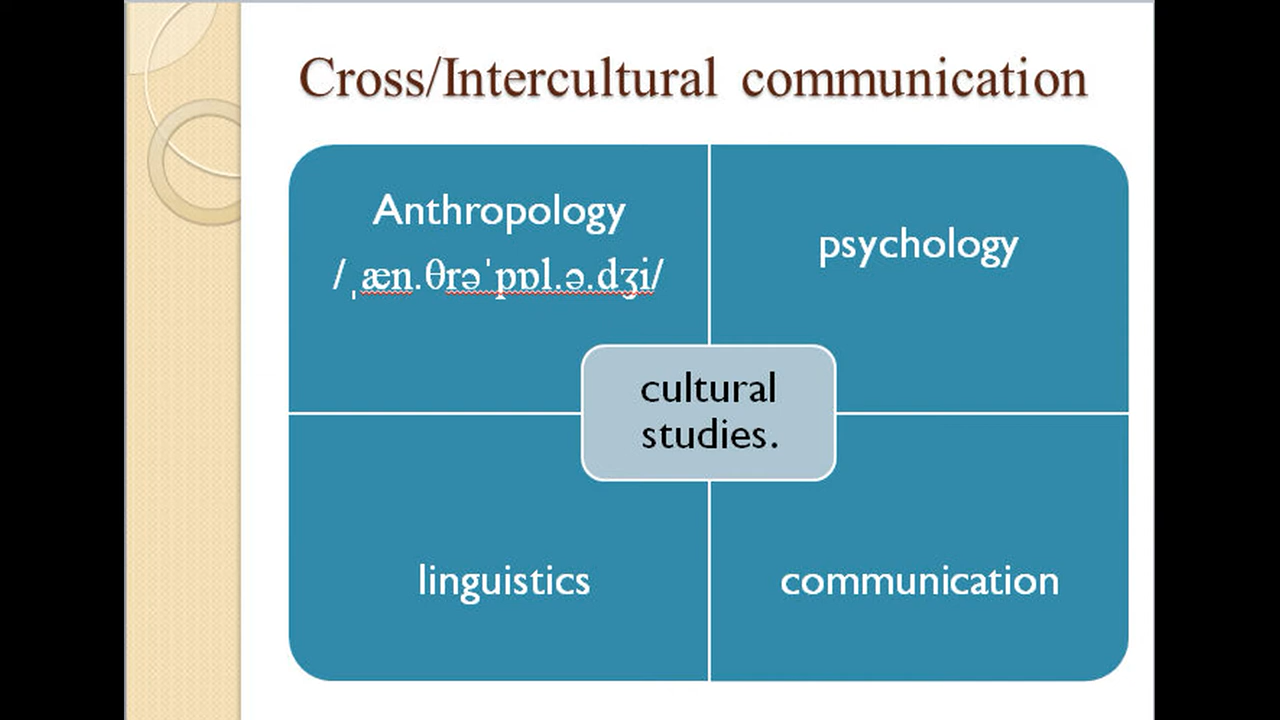 Cross/Intercultural communication
Anthropology
/ˌæn.θrəˈpɒl.ə.dʒi/
psychology
cultural
studies.
linguistics
communication